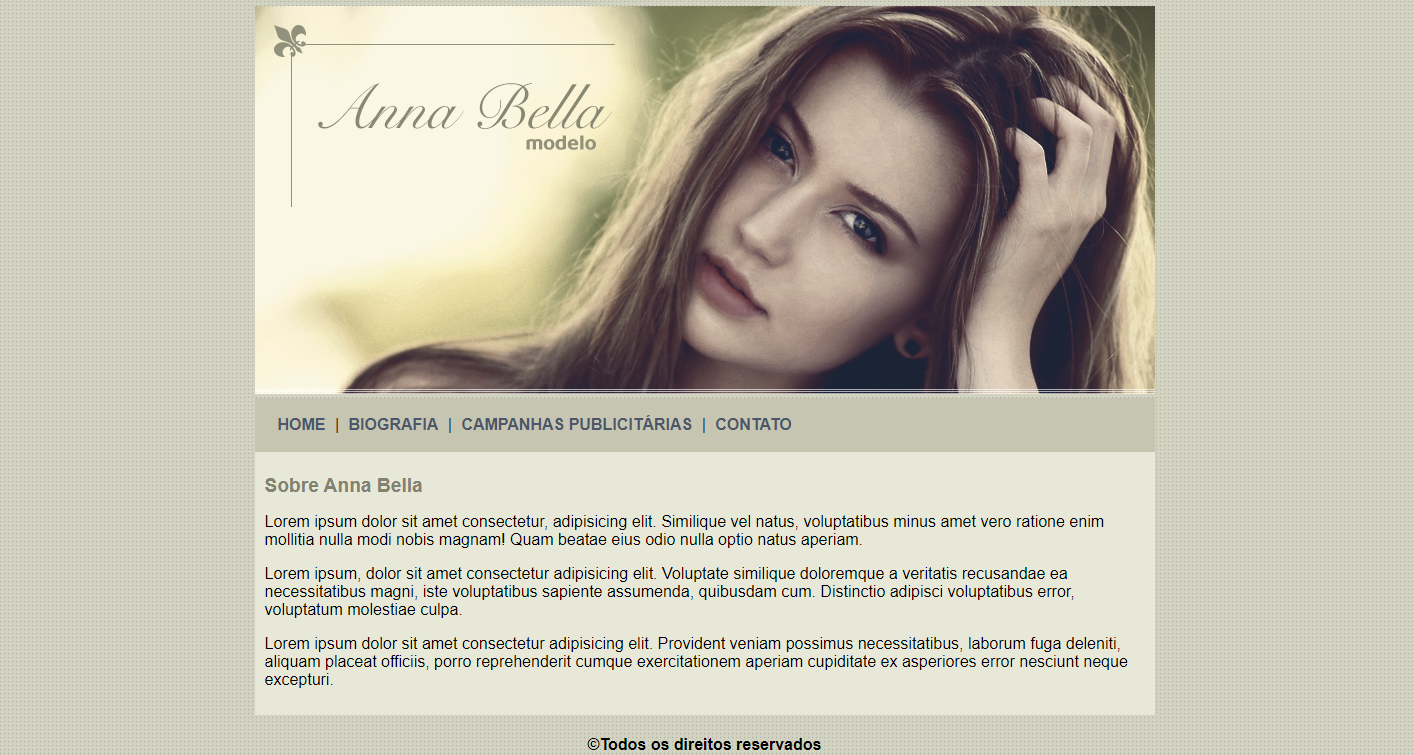 Anna Bella
modelo
HOME | BIOGRAFIA | CAMPANHAS PUBLICITÁRIAS | CONTATO
Sobre Anna Bella
Lorem ipsum dolor sit amet consectetur, adipisicing elit. Similique vel natus, voluptatibus minus amet vero ratione enim
mollitia nulla modi nobis magnam! Quam beatae eius odio nulla optio natus aperiam.
Lorem ipsum, dolor sit amet consectetur adipisicing elit. Voluptate similique doloremque a veritatis recusandae ea
necessitatibus magni, iste voluptatibus sapiente assumenda, quibusdam cum. Distinctio adipisci voluptatibus error,
voluptatum molestiae culpa.
Lorem ipsum dolor sit amet consectetur adipisicing elit. Provident veniam possimus necessitatibus, laborum fuga deleniti,
aliquam placeat officiis, porro reprehenderit cumque exercitationem aperiam cupiditate ex asperiores error nesciunt neque
excepturi.
©Todos os direitos reservados